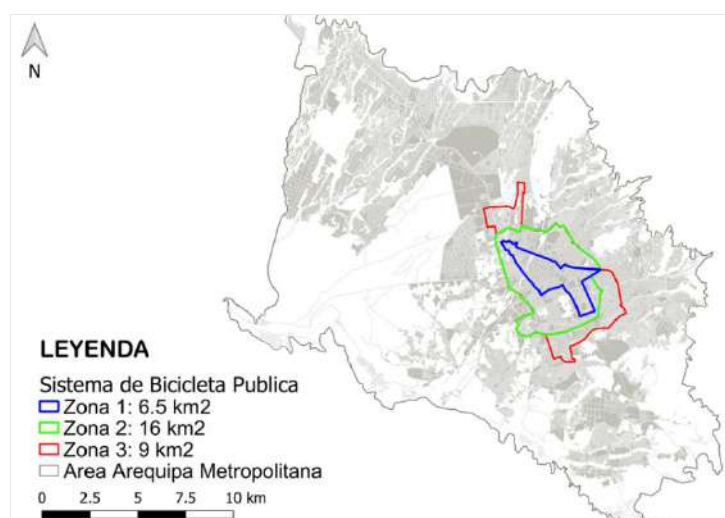 N
LEYENDA
Sistema de Bicicleta Publica
Zona 1: 6.5 km2
Zona 2: 16 km2
Zona 3: 9 km2
Area Arequipa Metropolitana
0 2.5 5 7.5 10 km